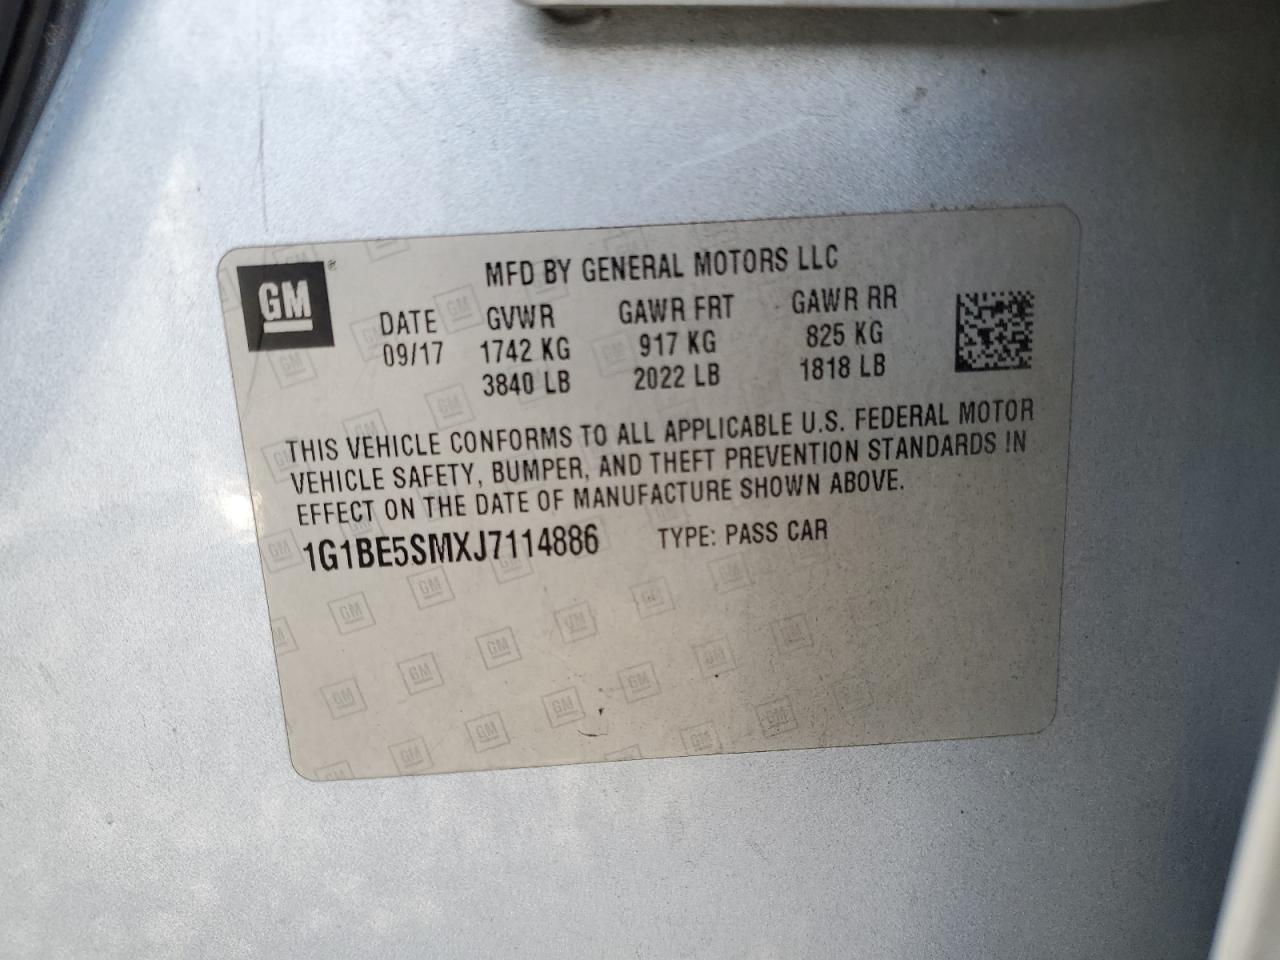 GM
MFD BY GENERAL MOTORS LLC
DATE GVWR GAWR FRT GAWR RR
09/17 1742 KG 917 KG 825 KG
3840 LB 2022 LB 1818 LB
THIS VEHICLE CONFORMS TO ALL APPLICABLE U.S. FEDERAL MOTOR
VEHICLE SAFETY, BUMPER, AND THEFT PREVENTION STANDARDS IN
EFFECT ON THE DATE OF MANUFACTURE SHOWN ABOVE.
1G1BE5SMXJ7114886 TYPE: PASS CAR